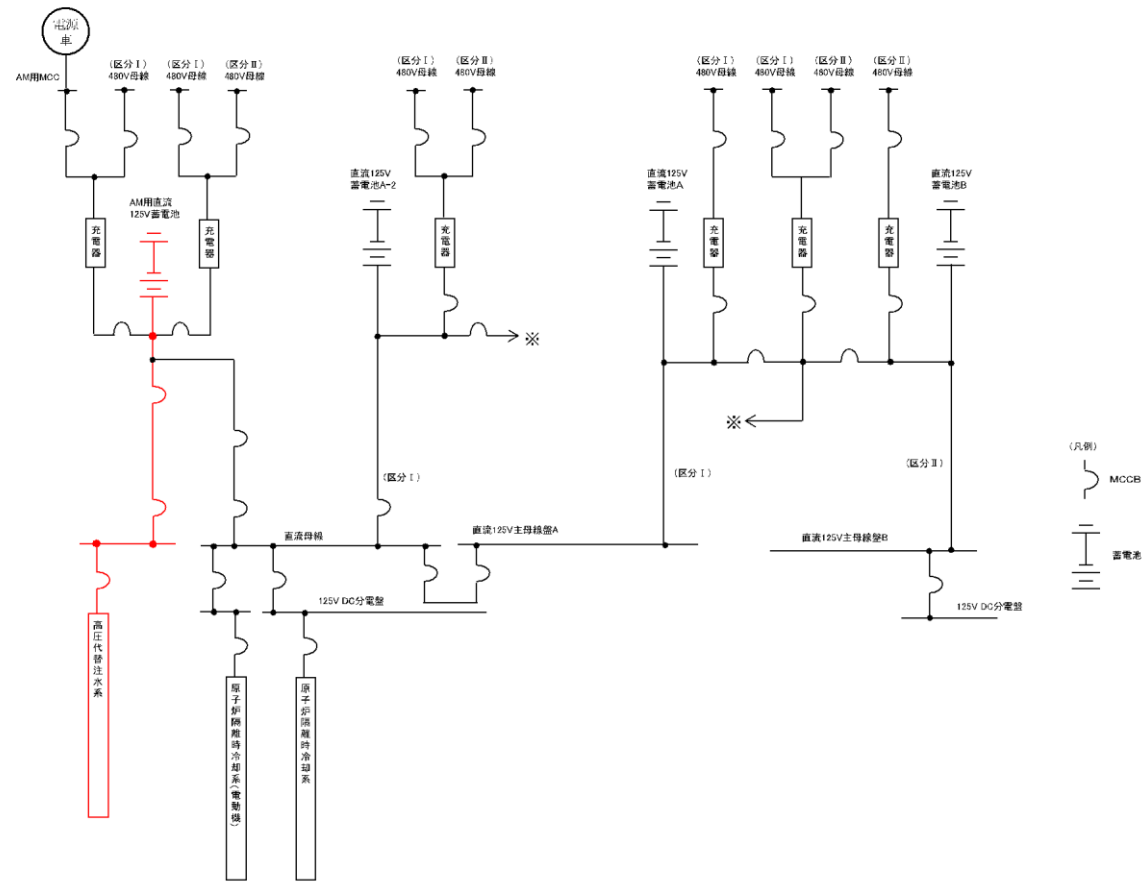 電源
車
AM用MCC
(区分Ⅰ)
480V母線
(区分Ⅰ)
480V母線
(区分Ⅱ)
480V母線
(区分Ⅰ)
480V母線
(区分Ⅱ)
480V母線
(区分Ⅰ)
480V母線
(区分Ⅰ)
480V母線
(区分Ⅱ)
480V母線
(区分Ⅱ)
480V母線
直流125V
蓄電池A-2
直流125V
蓄電池A
直流125V
蓄電池B
AM用直流
125V蓄電池
充電器
充電器
充電器
充電器
充電器
充電器
※
※
(区分Ⅰ)
(区分Ⅰ)
(区分Ⅱ)
(凡例)
MCCB
蓄電池
直流母線
直流125V主母線盤A
直流125V主母線盤B
125V DC分電盤
125V DC分電盤
高圧代替注水系
原子炉隔離時冷却系(電動機)
原子炉隔離時冷却系